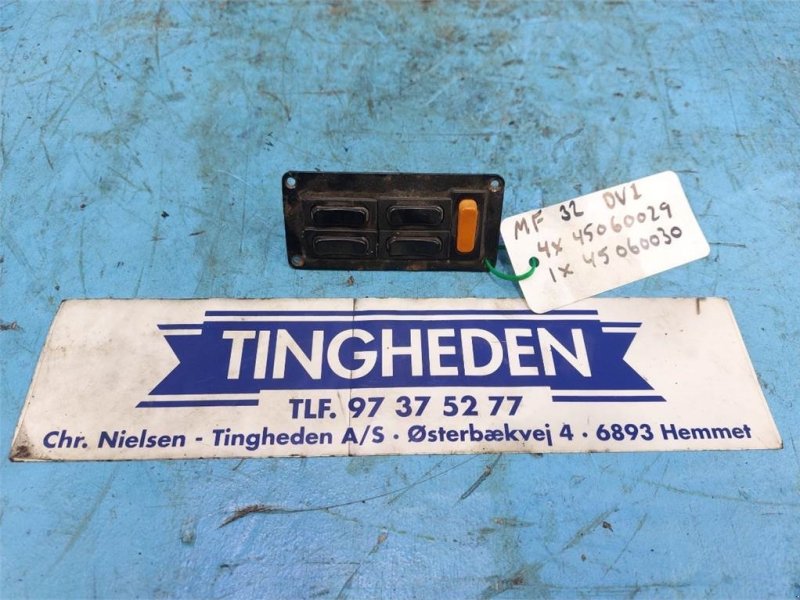 MF 32 DV1
4x 45060029
1x 45060030
TINGHEDEN
TLF. 97 37 52 77
Chr. Nielsen - Tingheden A/S · Østerbækvej 4 · 6893 Hemmet